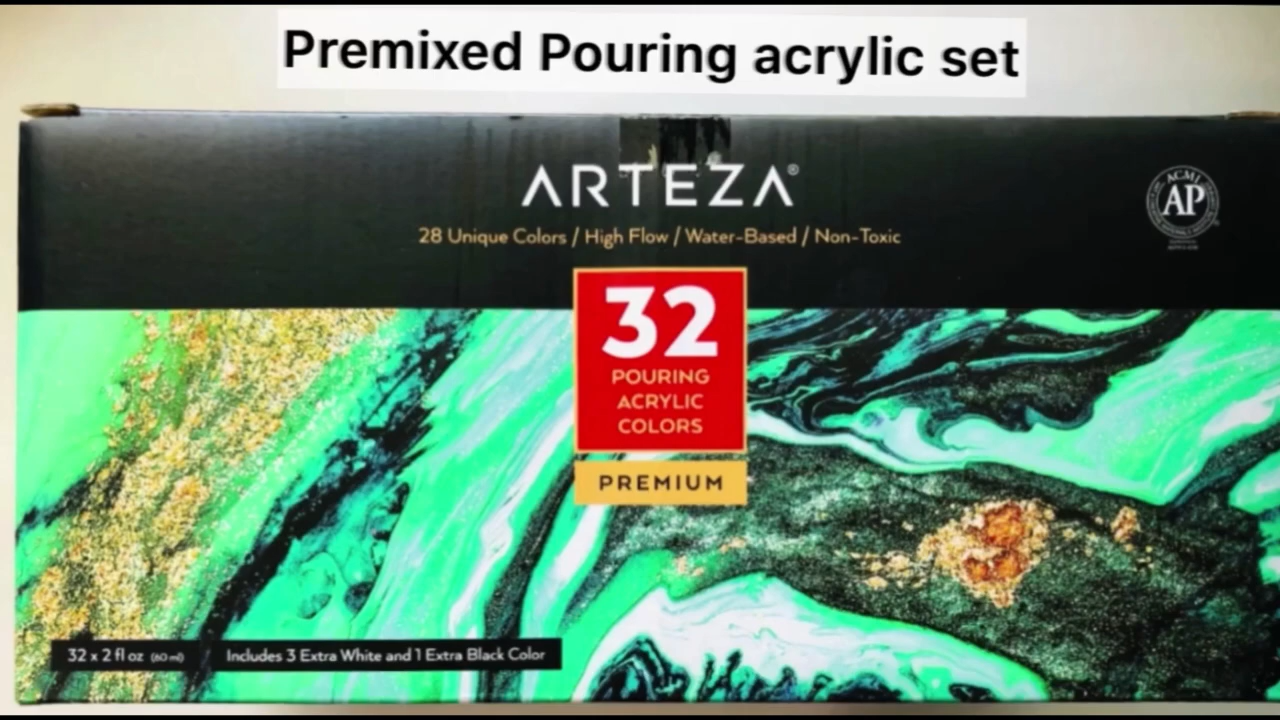 Premixed Pouring acrylic set
ARTEZA®
28 Unique Colors / High Flow / Water-Based / Non-Toxic
ACMI
AP
32
POURING
ACRYLIC
COLORS
PREMIUM
32 x 2 fl oz (60 ml)
Includes 3 Extra White and 1 Extra Black Color